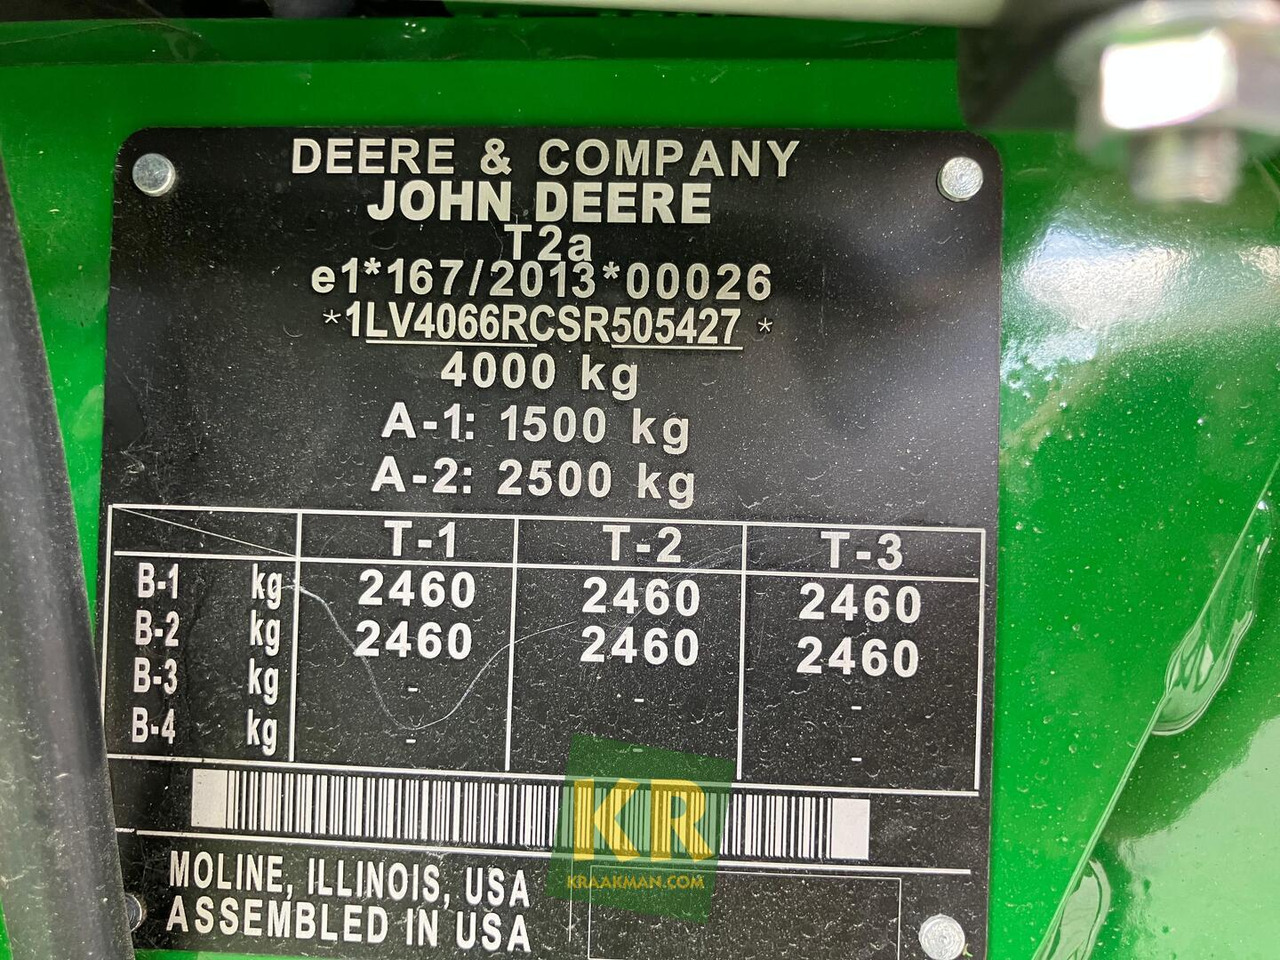 DEERE & COMPANY
JOHN DEERE
T2a
e1*167/2013*00026
*1LV4066RCSR505427*
4000 kg
A-1: 1500 kg
A-2: 2500 kg
T-1 T-2 T-3
B-1 kg 2460 2460 2460
B-2 kg 2460 2460 2460
B-3 kg - - -
B-4 kg - - -
KR
KRAAKMAN.COM
MOLINE, ILLINOIS, USA
ASSEMBLED IN USA